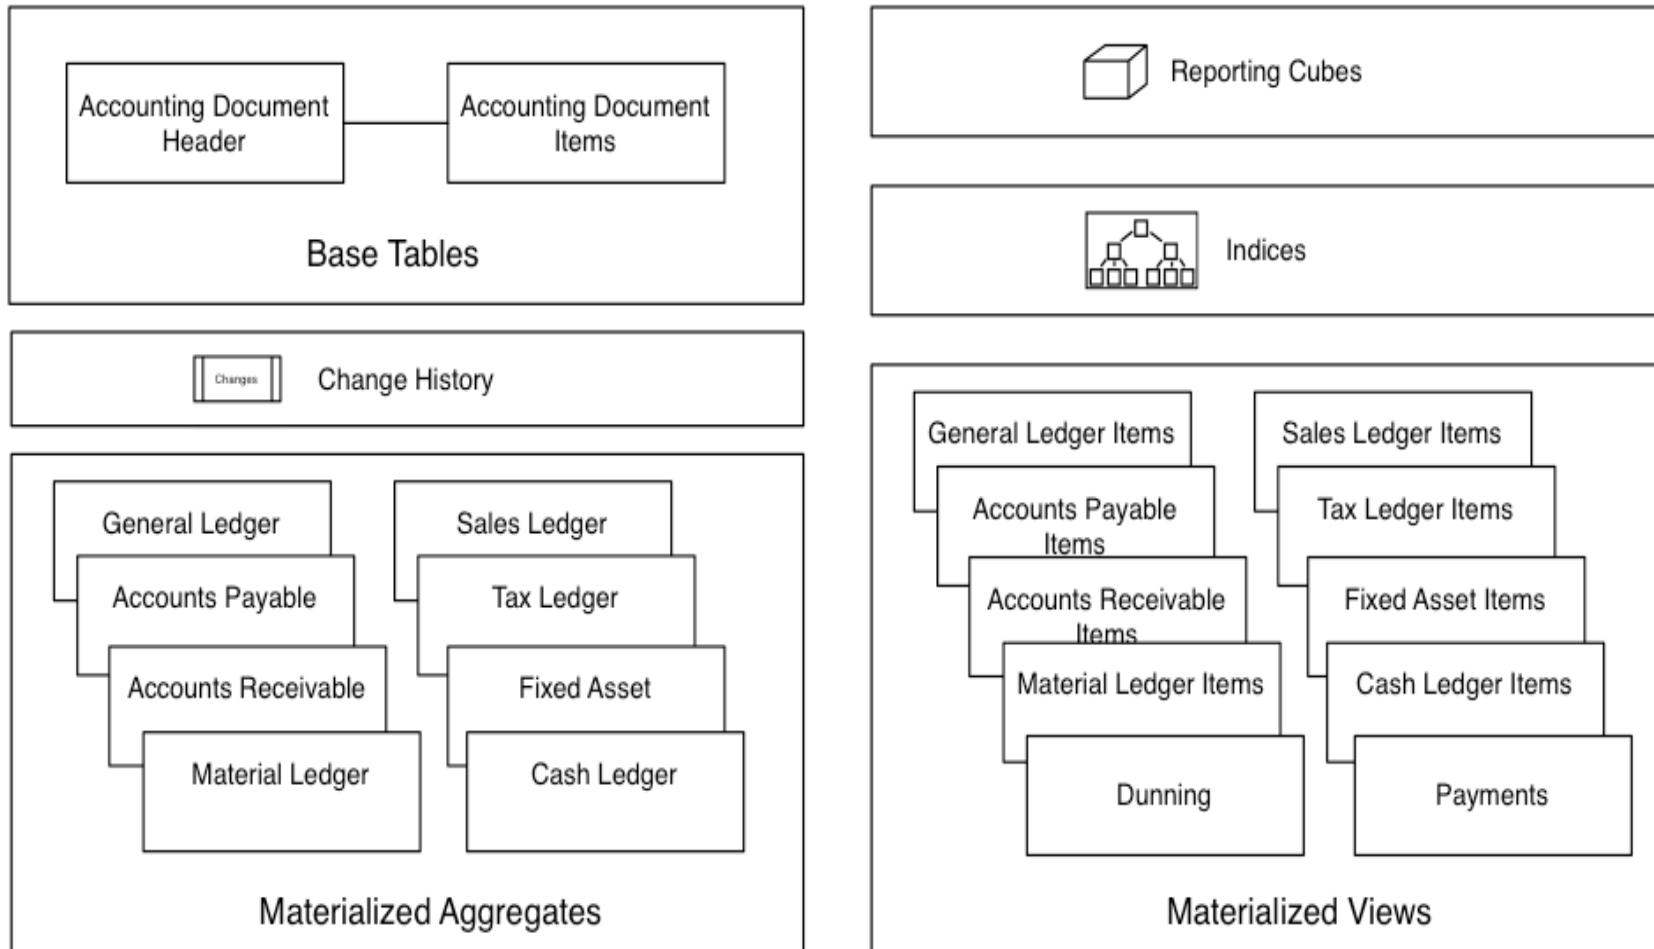 Accounting Document
Header
Accounting Document
Items
Base Tables
Changes
Change History
General Ledger
Accounts Payable
Accounts Receivable
Material Ledger
Sales Ledger
Tax Ledger
Fixed Asset
Cash Ledger
Materialized Aggregates
Reporting Cubes
Indices
General Ledger Items
Accounts Payable
Items
Accounts Receivable
Items
Material Ledger Items
Dunning
Sales Ledger Items
Tax Ledger Items
Fixed Asset Items
Cash Ledger Items
Payments
Materialized Views